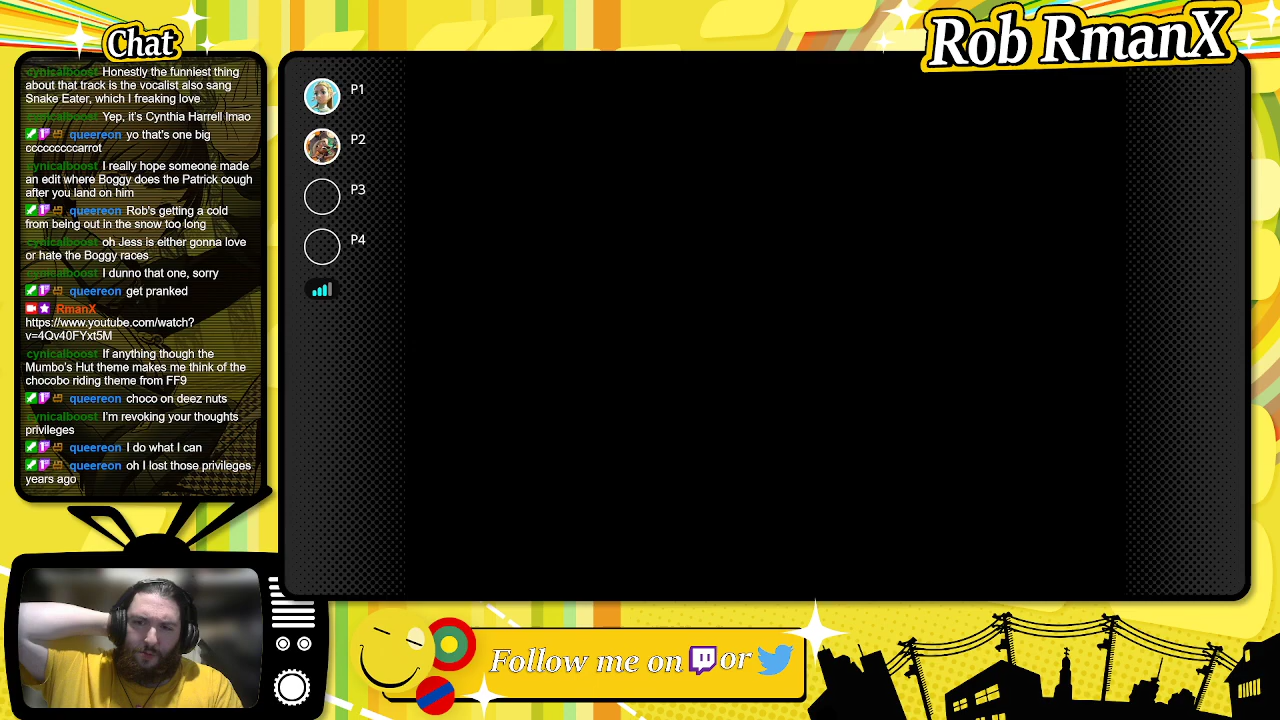 Chat
Rob RmanX
cynicalboost Honestly the funniest thing
about that track is the vocalist also sang
Snake Eater, which I freaking love
cynicalboost Yep, it's Cynthia Harrell lmao
queereon yo that's one big
ccccccccarrot
cynicalboost I really hope someone made
an edit where Boggy does the Patrick cough
after you land on him
queereon Rob's getting a cold
from being out in the snow too long
cynicalboost oh Jess is either gonna love
or hate the Boggy races
cynicalboost I dunno that one, sorry
queereon get pranked
RmanX
https://www.youtube.com/watch?
v=4Qv40FYxt5M
cynicalboost If anything though the
Mumbo's Hut theme makes me think of the
chocobo riding theme from FF9
queereon choco on deez nuts
cynicalboost I'm revoking your thoughts
privileges
queereon I do what I can
queereon oh I lost those privileges
years ago
P1
P2
P3
P4
Follow me on or